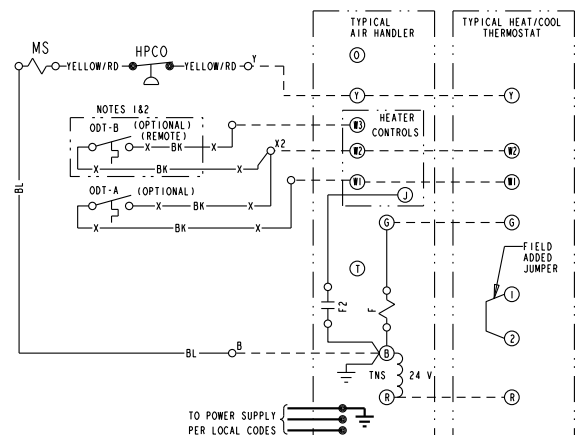 TYPICAL
AIR HANDLER
TYPICAL HEAT/COOL
THERMOSTAT
MS
HPCO
YELLOW/RD
YELLOW/RD
Y
O
Y
Y
NOTES 1&2
ODT-B
(OPTIONAL)
(REMOTE)
X
BK
X
X
BK
X
X2
W3
HEATER
CONTROLS
W2
W2
ODT-A
(OPTIONAL)
W1
W1
J
X
BK
X
X
BK
X
BL
G
G
FIELD
ADDED
JUMPER
T
1
F2
F
2
BL
B
B
TNS
24 V
R
R
TO POWER SUPPLY
PER LOCAL CODES